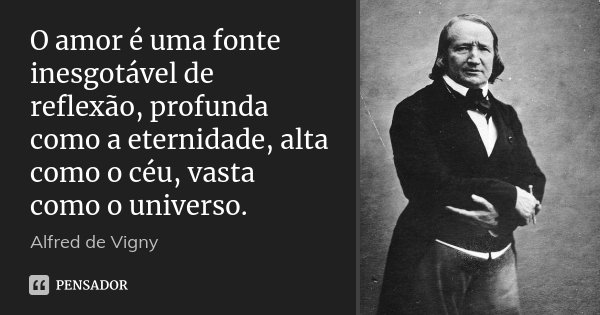 O amor é uma fonte
inesgotável de
reflexão, profunda
como a eternidade, alta
como o céu, vasta
como o universo.
Alfred de Vigny
PENSADOR